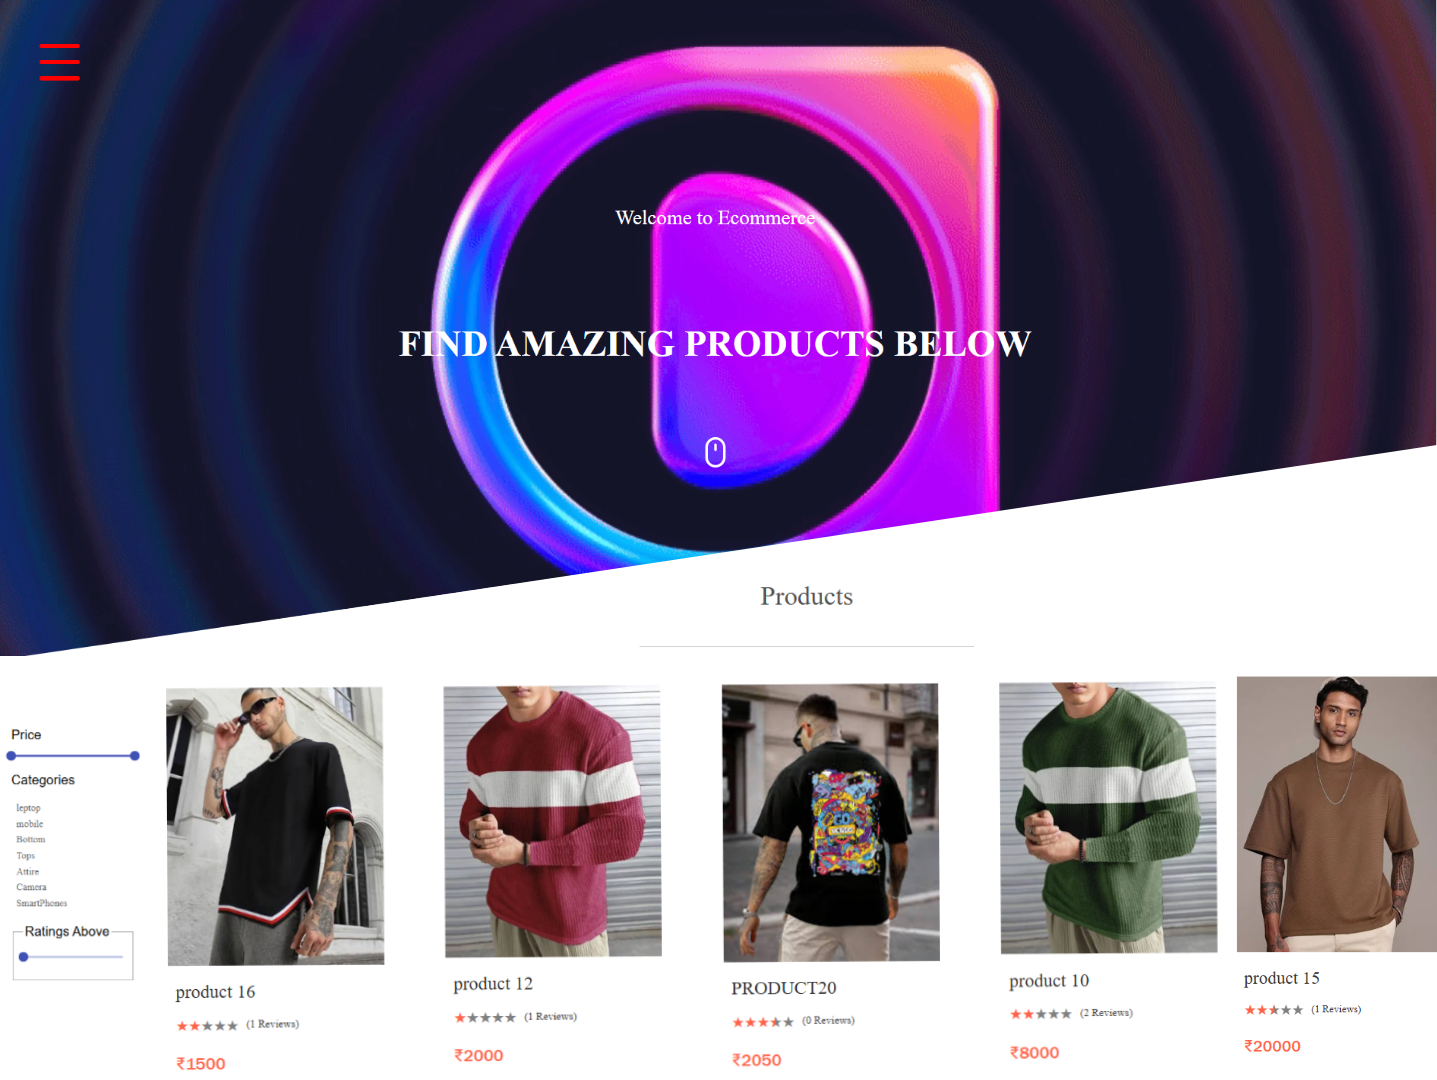 Welcome to Ecommerce
FIND AMAZING PRODUCTS BELOW
Products
Price
Categories
leptop
mobile
Bottom
Tops
Attire
Camera
SmartPhones
Ratings Above
product 16
(1 Reviews)
₹1500
product 12
(1 Reviews)
₹2000
PRODUCT20
(0 Reviews)
₹2050
product 10
(2 Reviews)
₹8000
product 15
(1 Reviews)
₹20000